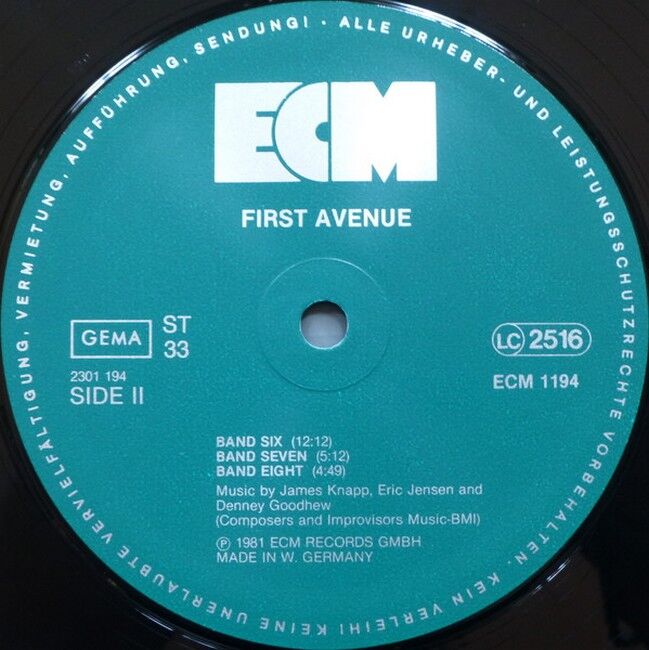 ALLE URHEBER- UND LEISTUNGSSCHUTZRECHTE VORBEHALTEN. KEIN VERLEIH! KEINE UNERLAUBTE VERVIELFÄLTIGUNG, VERMIETUNG, AUFFÜHRUNG, SENDUNG! ·
ECM
FIRST AVENUE
GEMA
ST
33
LC 2516
2301 194
SIDE II
ECM 1194
BAND SIX (12:12)
BAND SEVEN (5:12)
BAND EIGHT (4:49)
Music by James Knapp, Eric Jensen and
Denney Goodhew
(Composers and Improvisors Music-BMI)
Ⓟ 1981 ECM RECORDS GMBH
MADE IN W. GERMANY